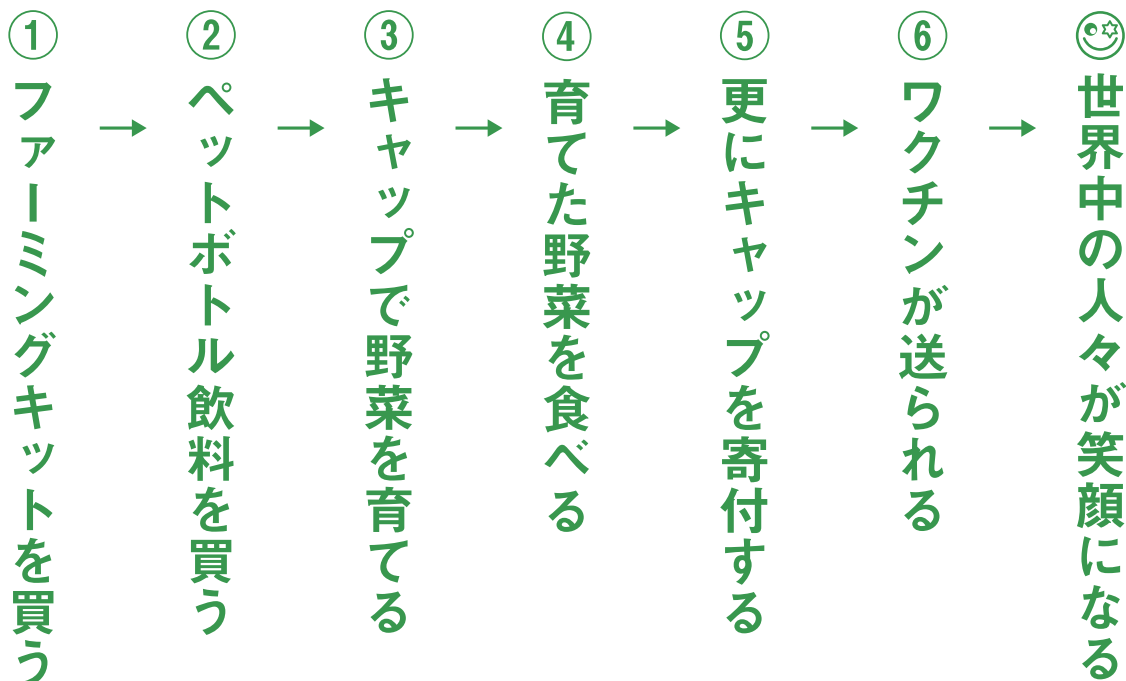 ①
ファーミングキットを買う
→
②
ペットボトル飲料を買う
→
③
キャップで野菜を育てる
→
④
育てた野菜を食べる
→
⑤
更にキャップを寄付する
→
⑥
ワクチンが送られる
→
世界中の人々が笑顔になる